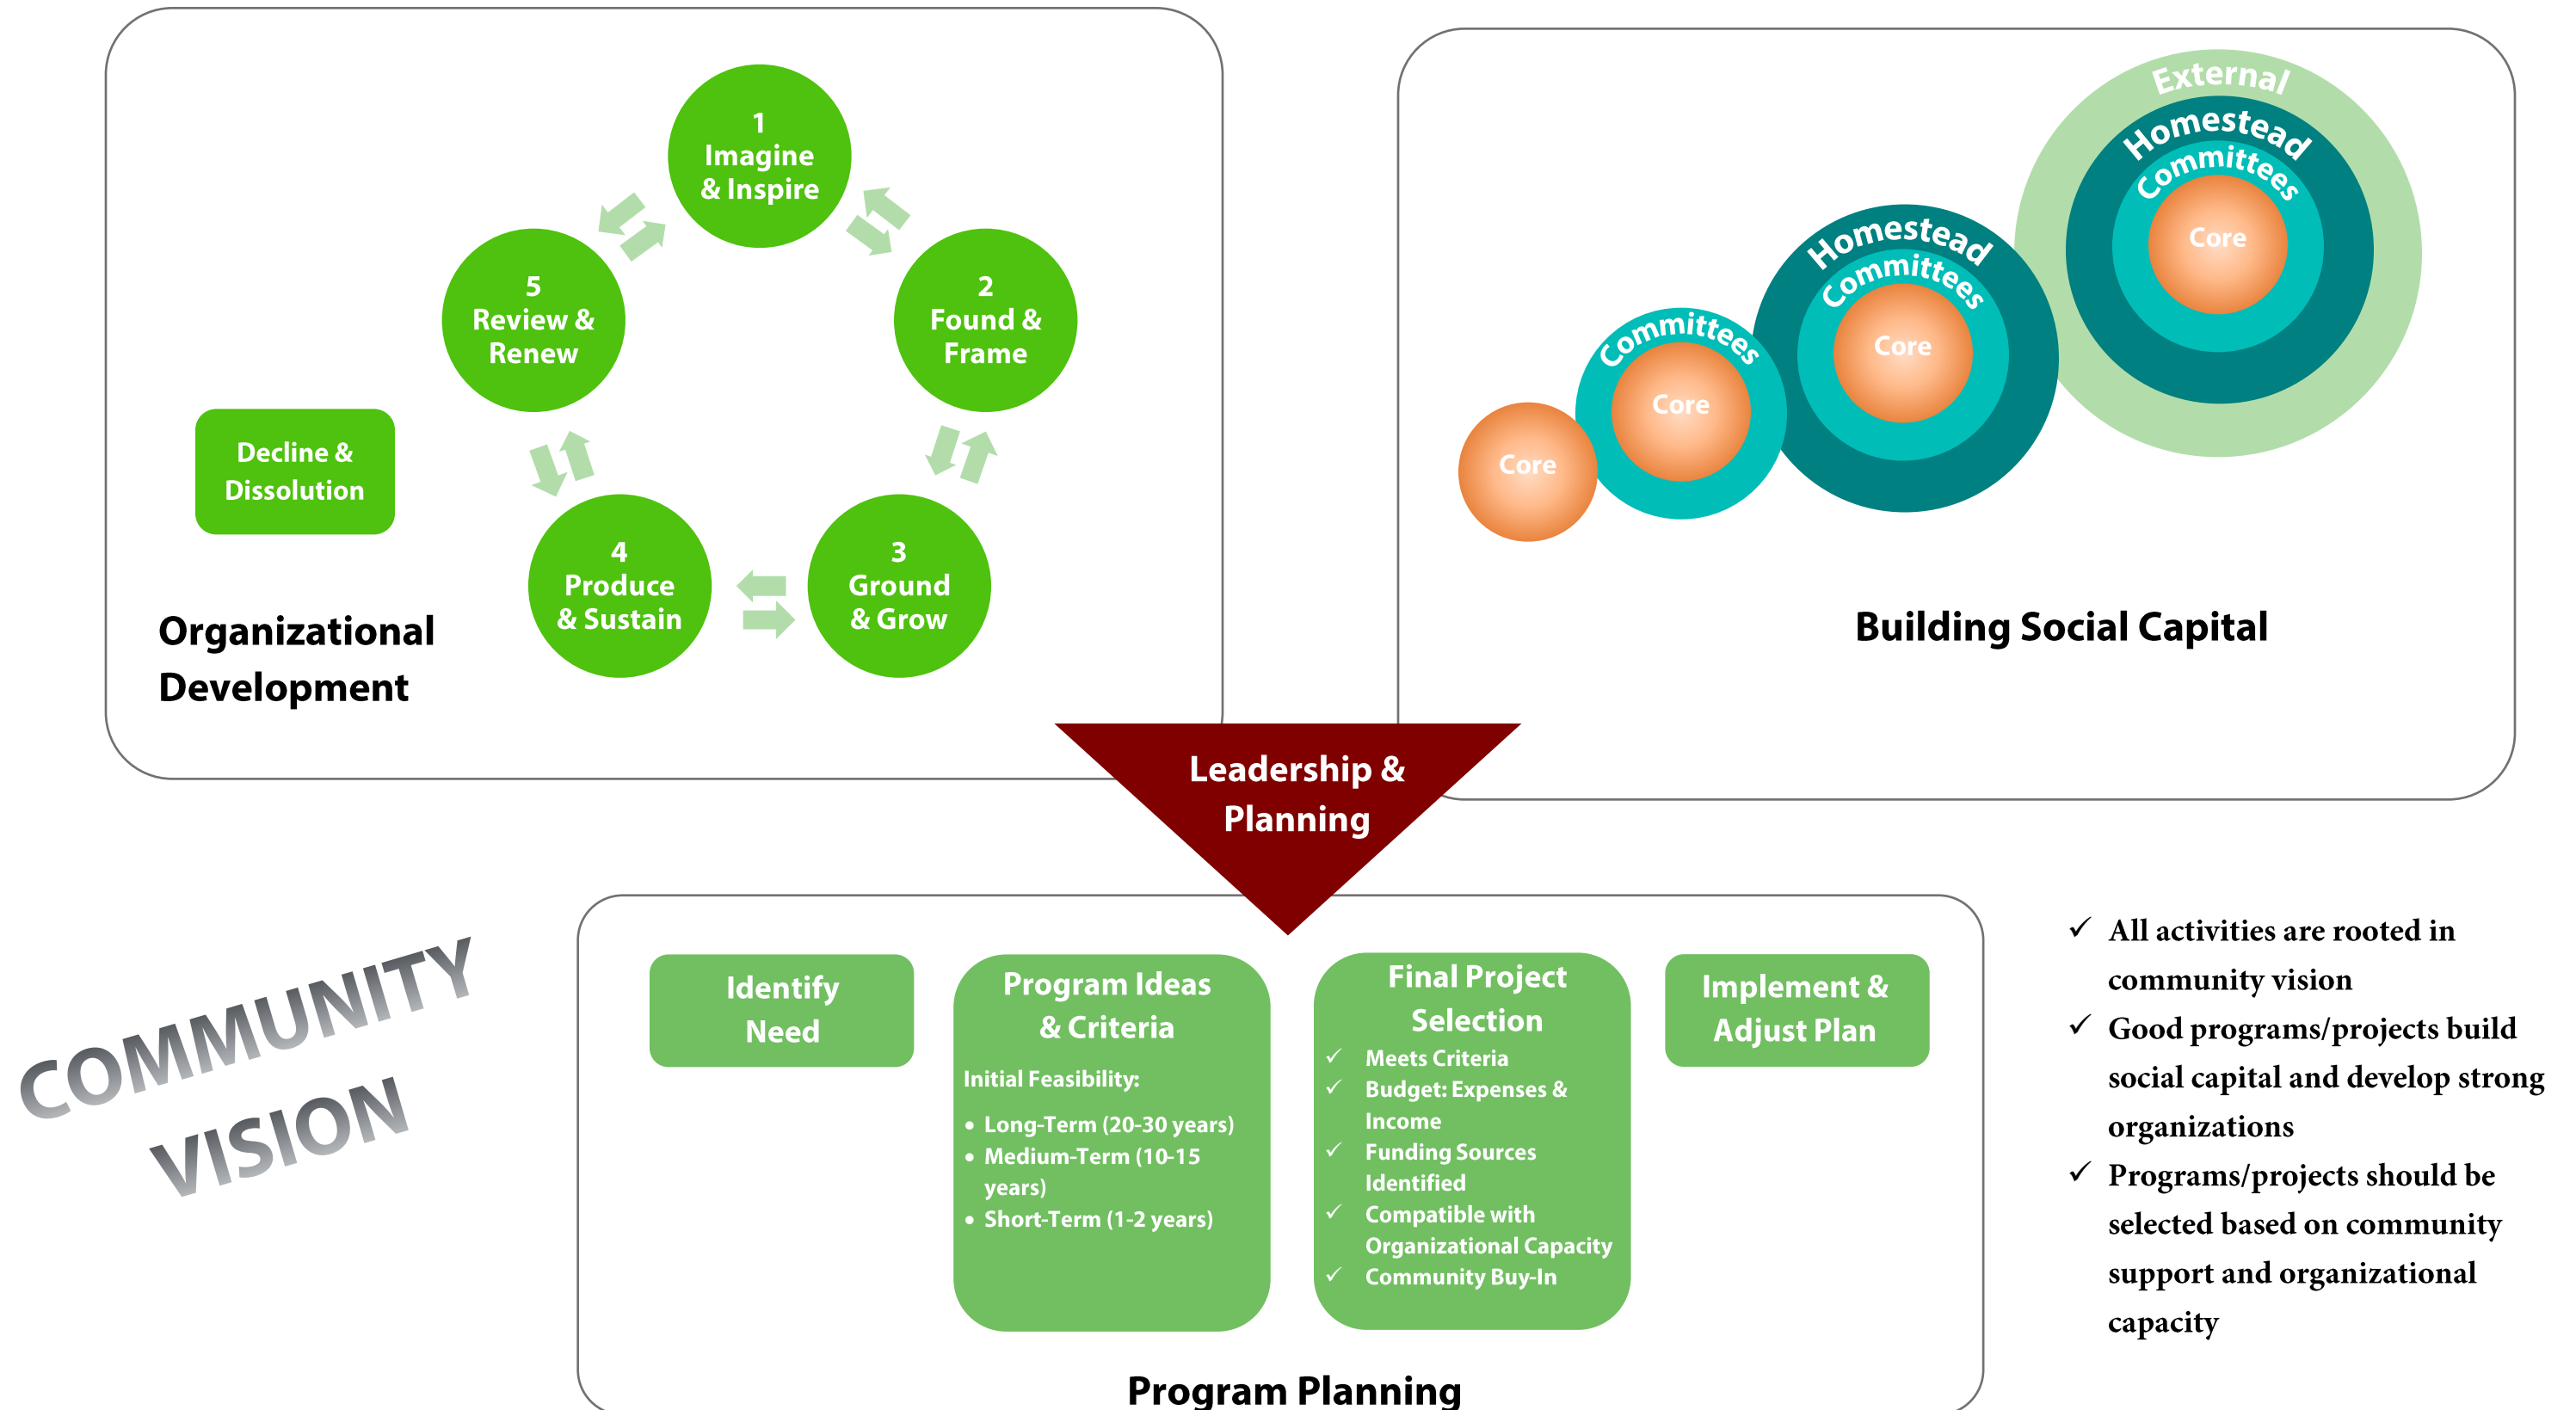 1
Imagine
& Inspire
2
Found &
Frame
3
Ground
& Grow
4
Produce
& Sustain
5
Review &
Renew
Decline &
Dissolution
Organizational
Development
Core
Committees
Core
Homestead
Committees
Core
External
Homestead
Committees
Core
Building Social Capital
Leadership &
Planning
COMMUNITY
VISION
Identify
Need
Program Ideas
& Criteria
Initial Feasibility:
• Long-Term (20-30 years)
• Medium-Term (10-15
years)
• Short-Term (1-2 years)
Final Project
Selection
✓ Meets Criteria
✓ Budget: Expenses &
Income
✓ Funding Sources
Identified
✓ Compatible with
Organizational Capacity
✓ Community Buy-In
Implement &
Adjust Plan
Program Planning
✓ All activities are rooted in
community vision
✓ Good programs/projects build
social capital and develop strong
organizations
✓ Programs/projects should be
selected based on community
support and organizational
capacity